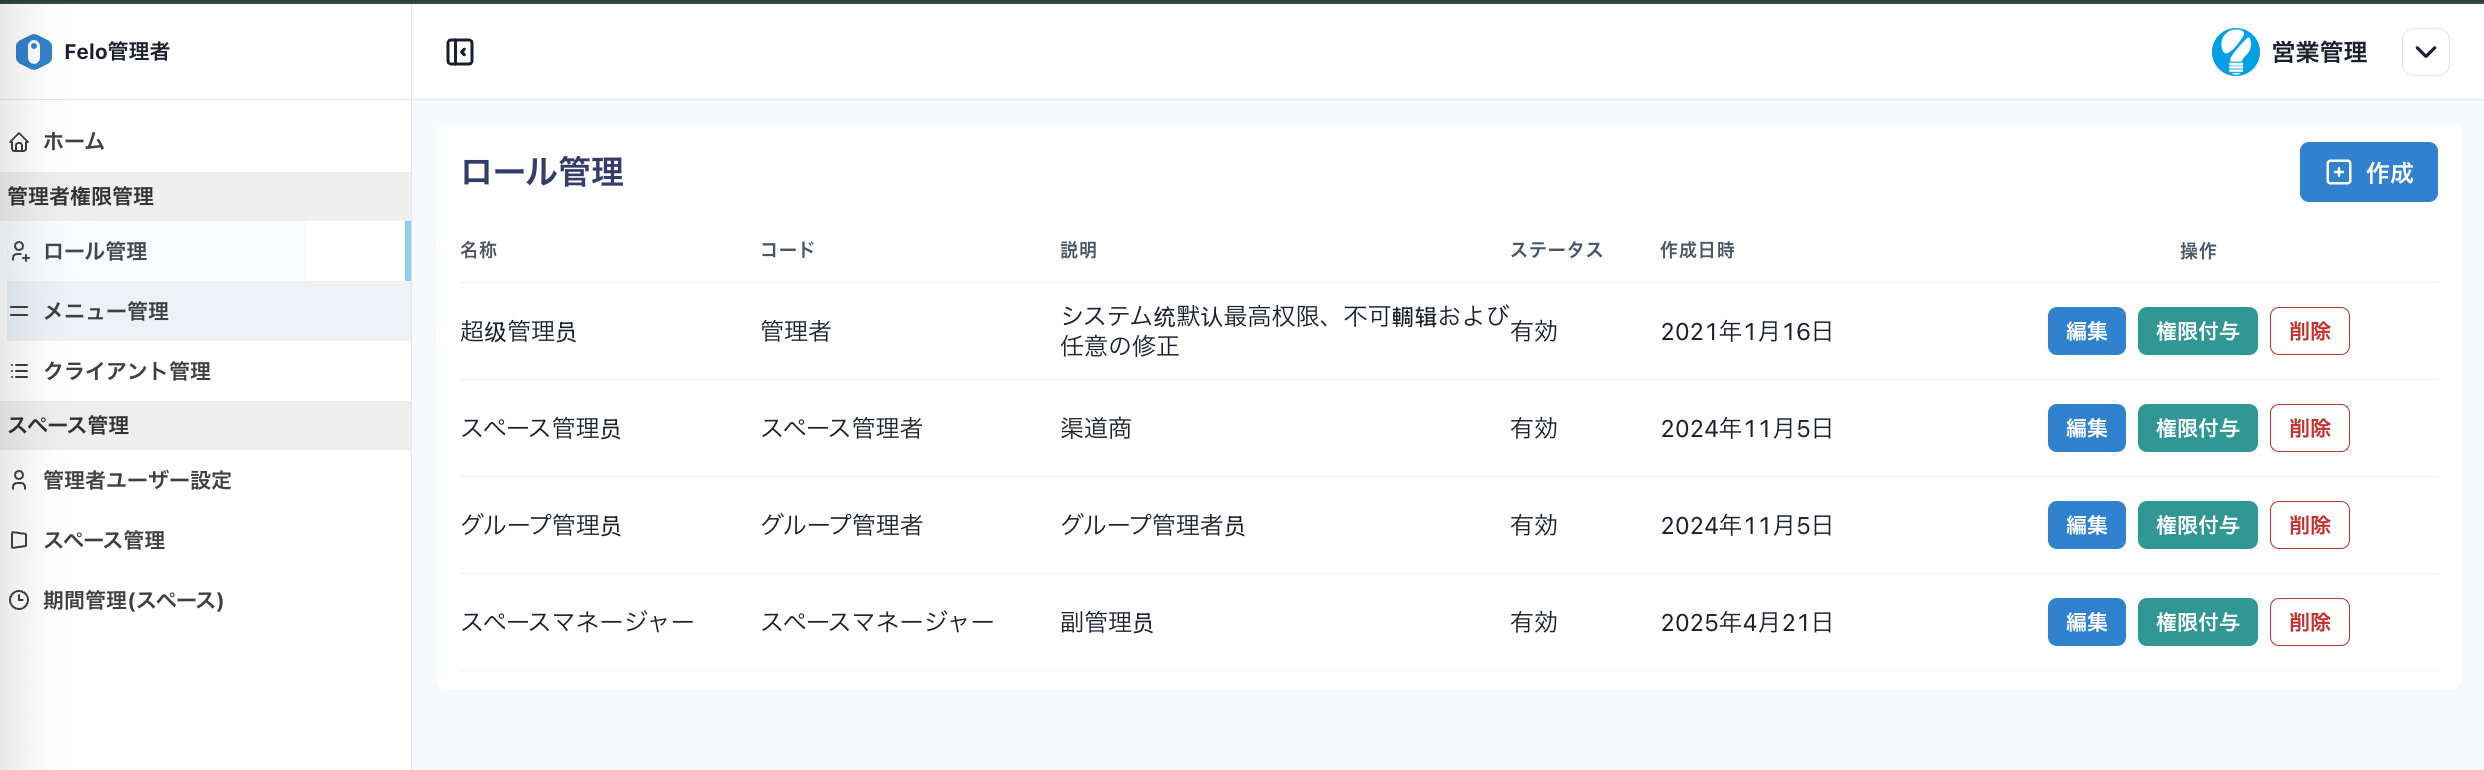 Felo管理者
営業管理
ホーム
管理者権限管理
ロール管理
メニュー管理
クライアント管理
スペース管理
管理者ユーザー設定
スペース管理
期間管理(スペース)
ロール管理
作成
名称 コード 説明 ステータス 作成日時 操作
超级管理员 管理者 システム统默认最高权限、不可輖辑および
任意の修正 有効 2021年1月16日 編集 権限付与 削除
スペース管理员 スペース管理者 渠道商 有効 2024年11月5日 編集 権限付与 削除
グループ管理员 グループ管理者 グループ管理者员 有効 2024年11月5日 編集 権限付与 削除
スペースマネージャー スペースマネージャー 副管理员 有効 2025年4月21日 編集 権限付与 削除